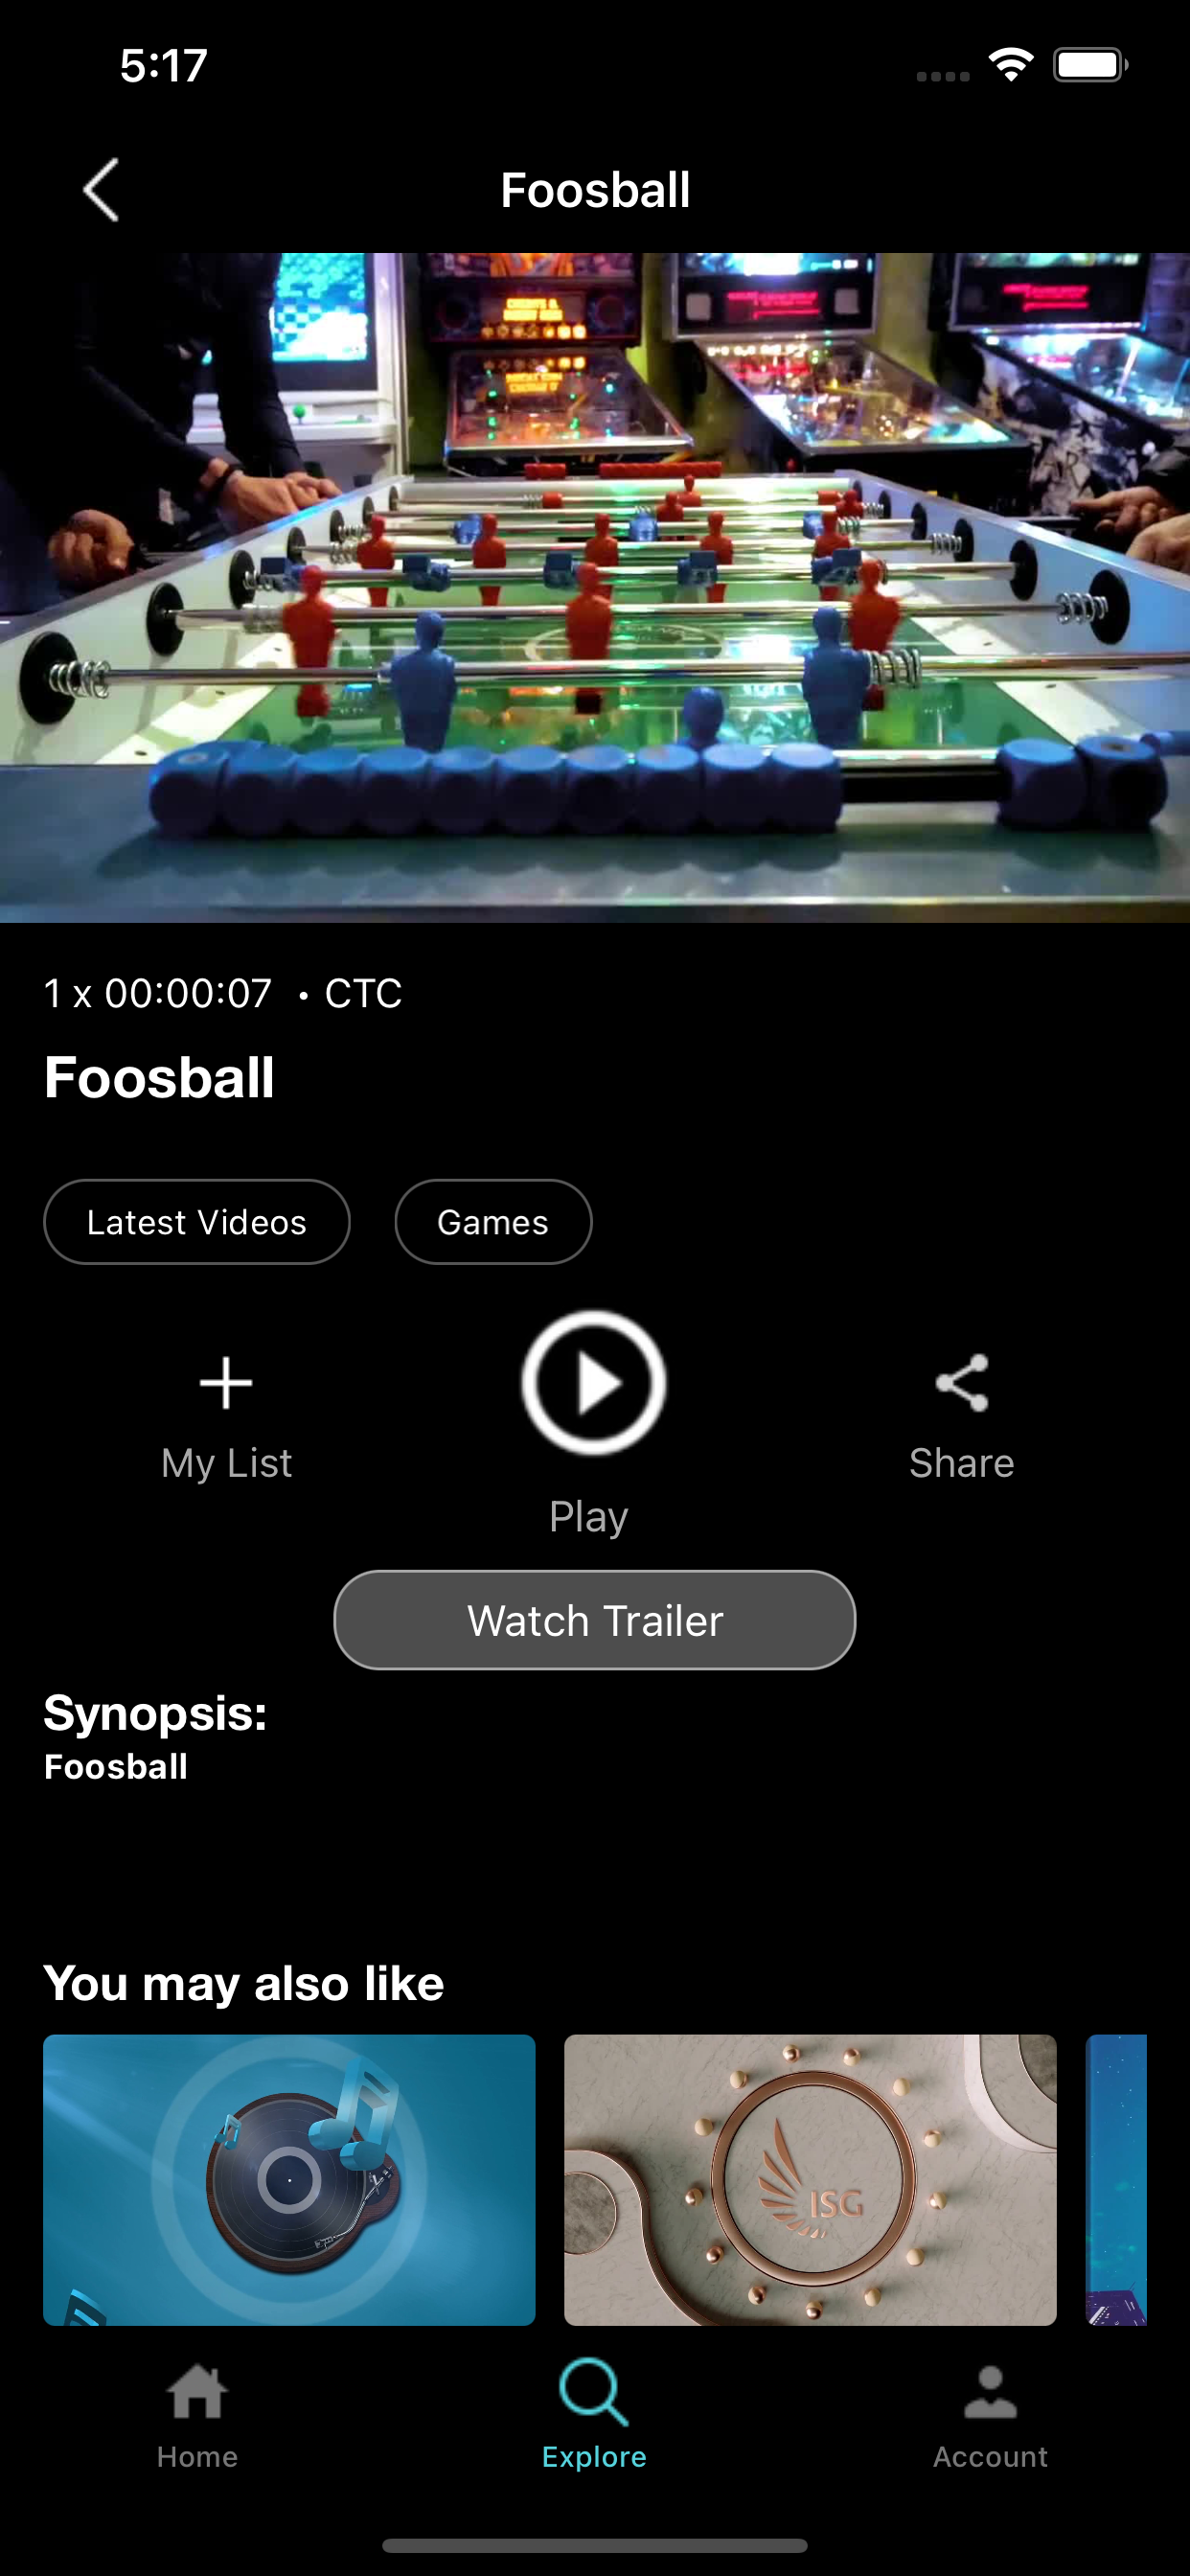 5:17
Foosball
1 x 00:00:07 • CTC
Foosball
Latest Videos
Games
My List
Play
Share
Watch Trailer
Synopsis:
Foosball
You may also like
ISG
Home
Explore
Account